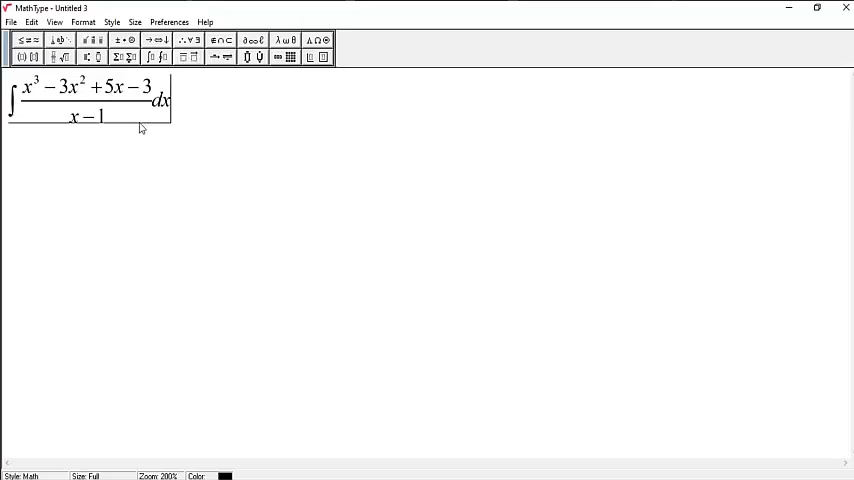 MathType - Untitled 3
File Edit View Format Style Size Preferences Help
∫ (x³ − 3x² + 5x − 3)/(x − 1) dx
Style: Math Size: Full Zoom: 200% Color: